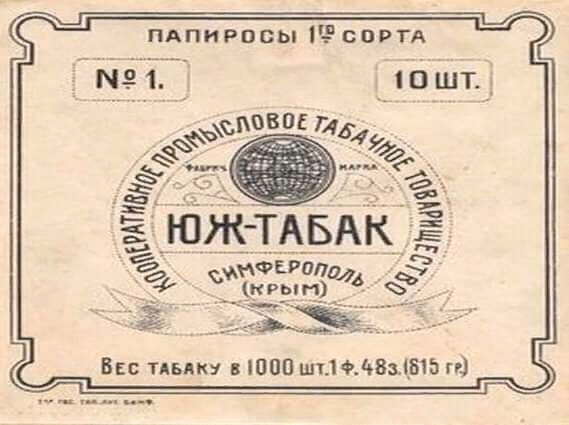 ПАПИРОСЫ 1го СОРТА
№ 1.
10 ШТ.
КООПЕРАТИВНОЕ ПРОМЫСЛОВОЕ ТАБАЧНОЕ ТОВАРИЩЕСТВО
ФАБРИЧ. МАРКА
ЮЖ-ТАБАК
СИМФЕРОПОЛЬ
(КРЫМ)
ВЕС ТАБАКУ В 1000 ШТ. 1 Ф. 48 З. (615 ГР.)